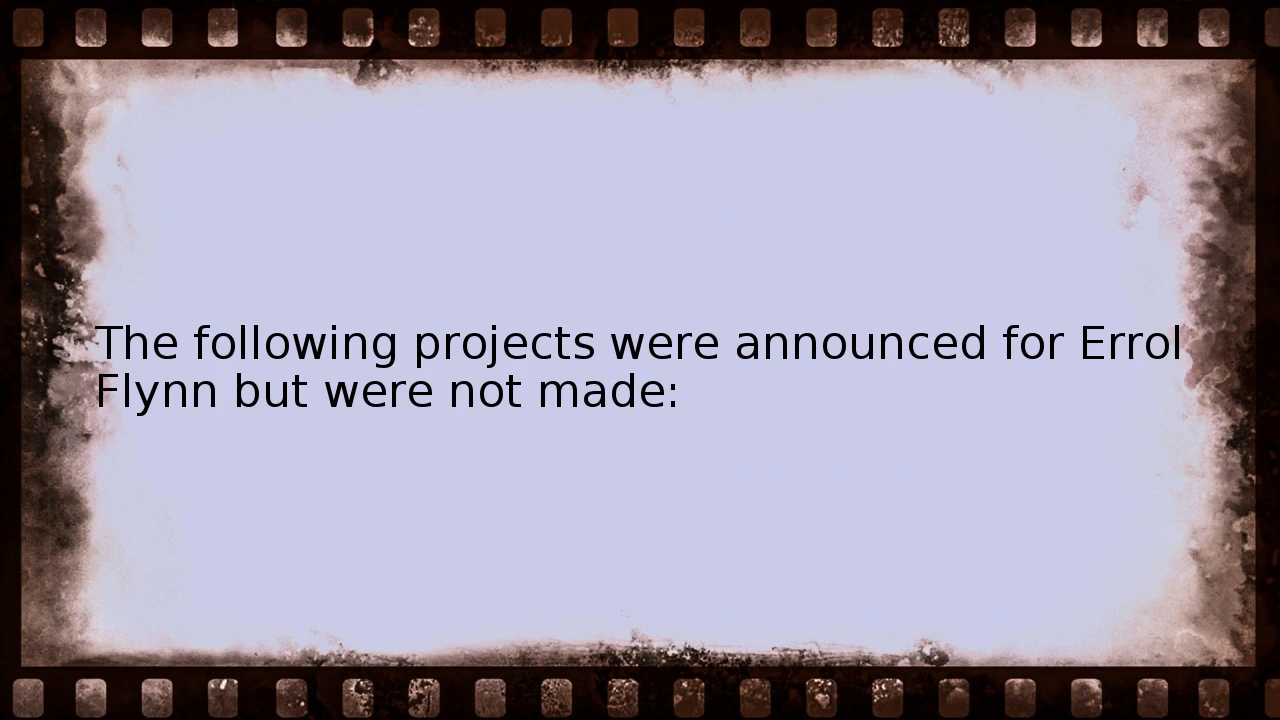 The following projects were announced for Errol
Flynn but were not made: